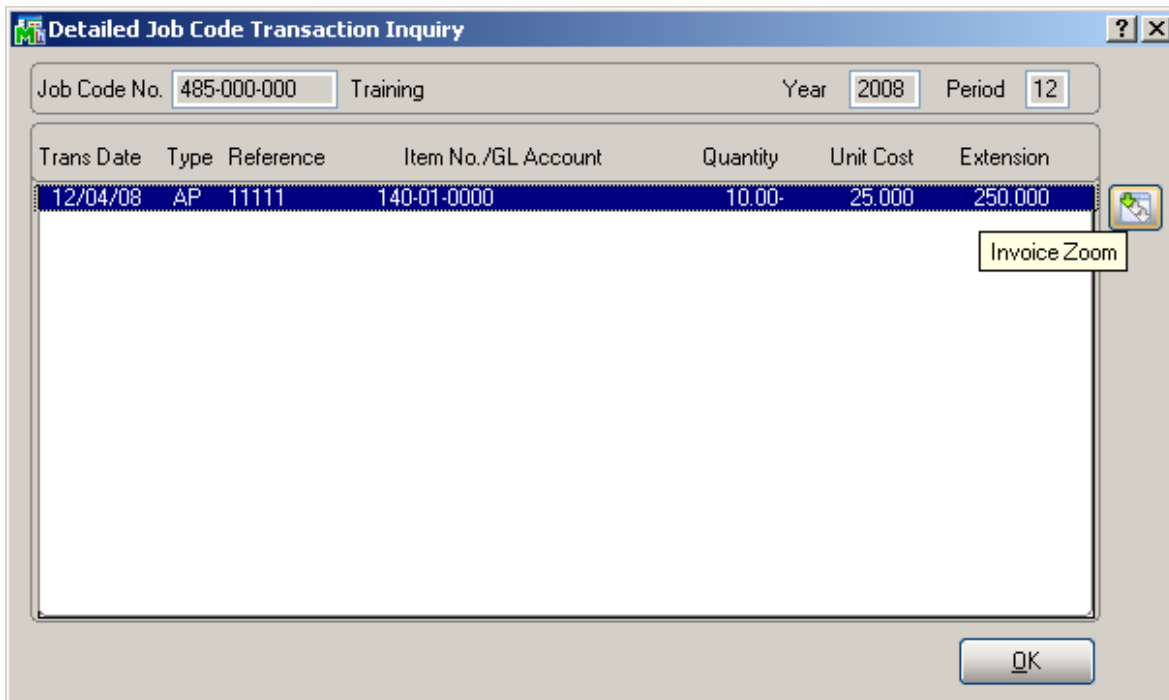 Detailed Job Code Transaction Inquiry
Job Code No. 485-000-000 Training Year 2008 Period 12
Trans Date Type Reference Item No./GL Account Quantity Unit Cost Extension
12/04/08 AP 11111 140-01-0000 10.00- 25.000 250.000
Invoice Zoom
OK